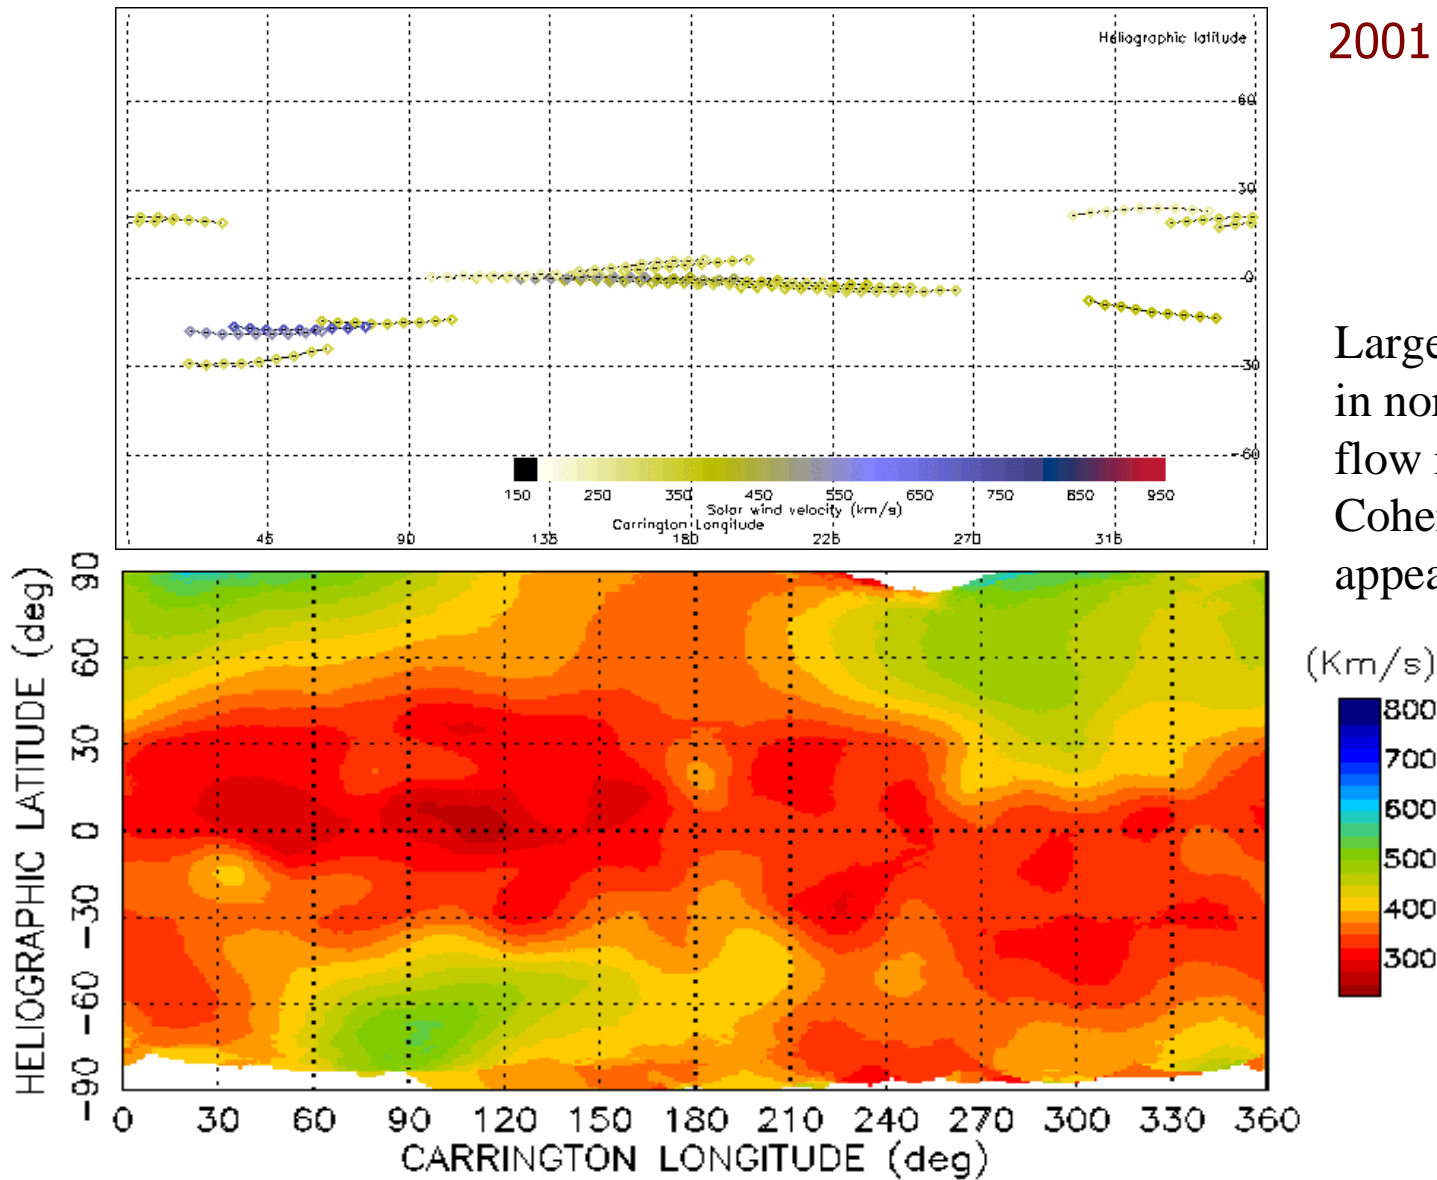 Heliographic latitude
2001
60
30
0
-30
-60
150 250 350 450 550 650 750 850 950
Solar wind velocity (km/s)
Carrington Longitude
45 90 135 180 225 270 315
Large
in nor
flow
Cohe
appea
(Km/s)
800
700
600
500
400
300
HELIOGRAPHIC LATITUDE (deg)
90
60
30
0
-30
-60
-90
0 30 60 90 120 150 180 210 240 270 300 330 360
CARRINGTON LONGITUDE (deg)